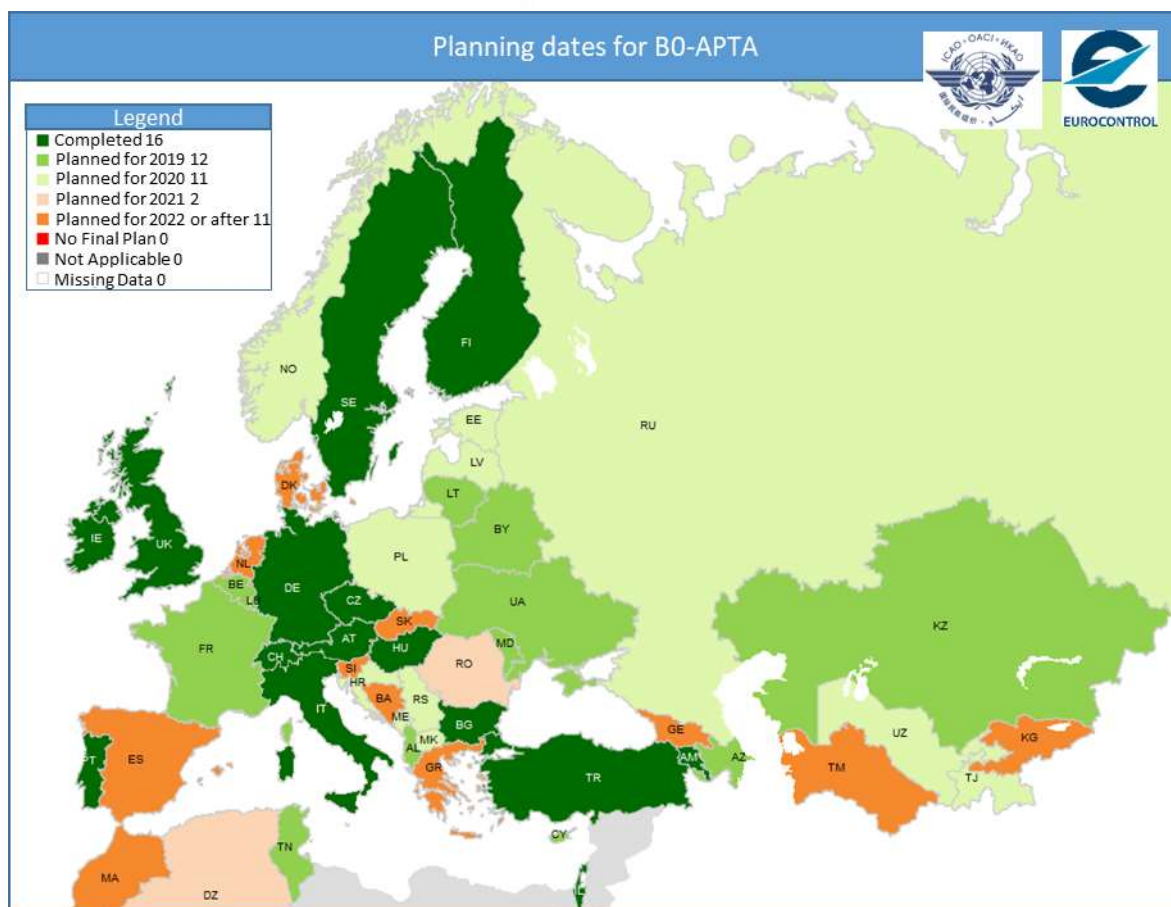 Planning dates for B0-APTA
ICAO · OACI · ИКАО
EUROCONTROL
Legend
Completed 16
Planned for 2019 12
Planned for 2020 11
Planned for 2021 2
Planned for 2022 or after 11
No Final Plan 0
Not Applicable 0
Missing Data 0
FI
NO
SE
EE
RU
LV
DK
LT
BY
IE
UK
NL
PL
BE
DE
KZ
CZ
UA
SK
FR
AT
MD
CH
HU
RO
SI
HR
BA
RS
IT
ME
BG
GE
UZ
KG
MK
AL
PT
ES
AM
AZ
TM
GR
TR
TJ
CY
TN
MA
DZ